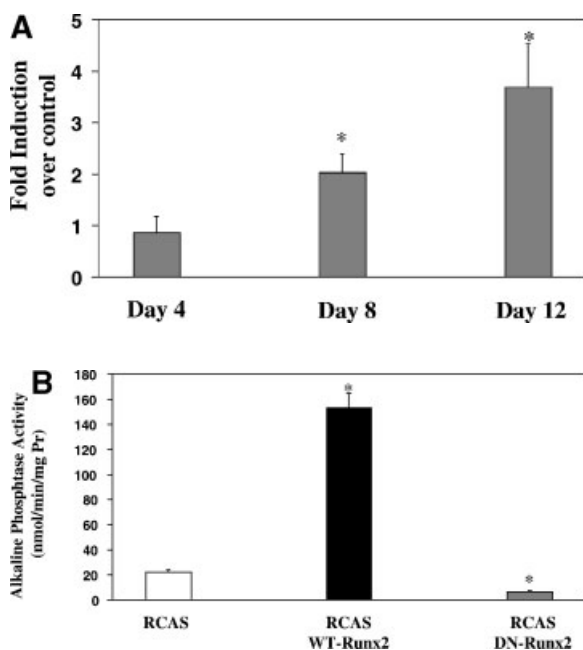 A
Fold Induction
over control
5
4
3
2
1
0
*
*
Day 4
Day 8
Day 12
B
Alkaline Phosphtase Activity
(nmol/min/mg Pr)
180
160
140
120
100
80
60
40
20
0
*
*
RCAS
RCAS
WT-Runx2
RCAS
DN-Runx2